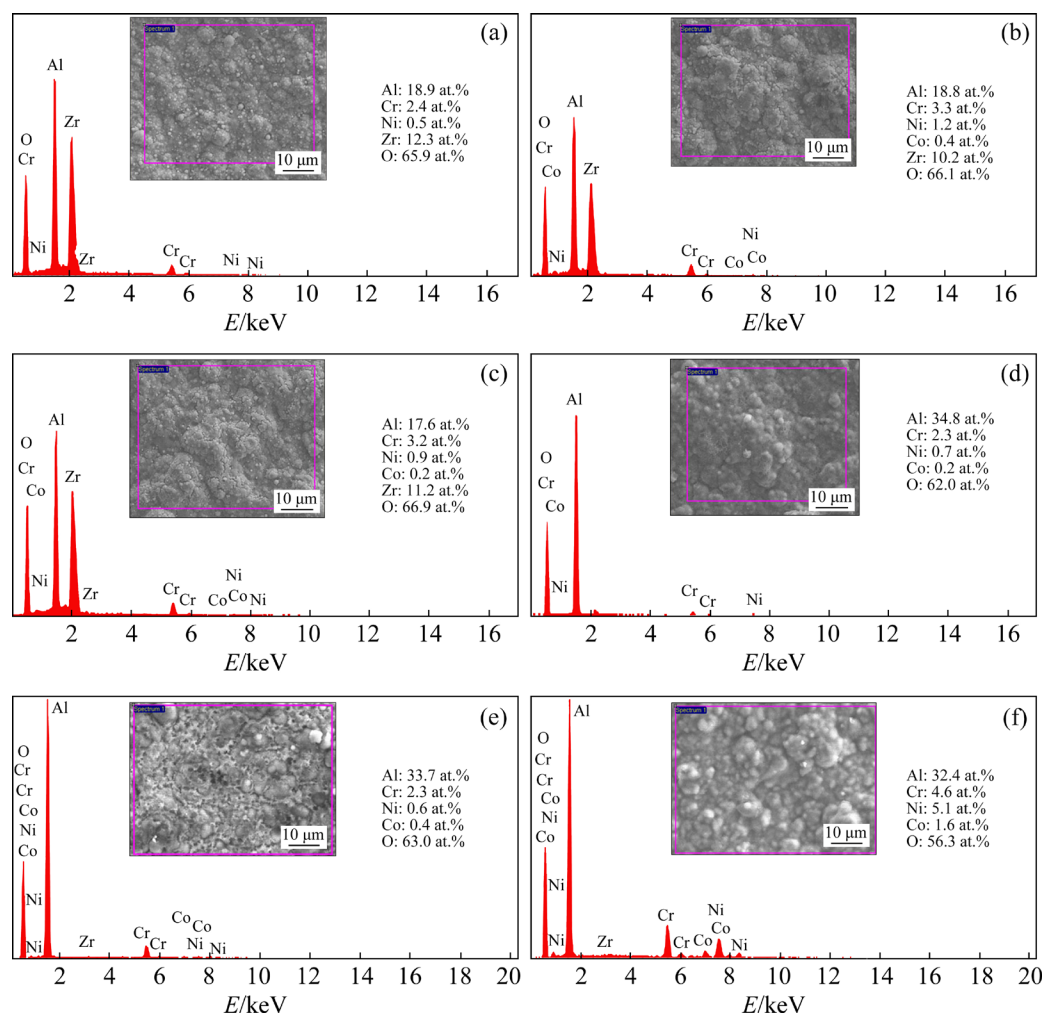 Spectrum 1
(a)
Al
Zr
O
Cr
Ni
Zr
Cr
Cr
Ni
Ni
Al: 18.9 at.%
Cr: 2.4 at.%
Ni: 0.5 at.%
Zr: 12.3 at.%
O: 65.9 at.%
10 μm
2 4 6 8 10 12 14 16
E/keV
Spectrum 1
(b)
Al
O
Cr
Co
Zr
Ni
Cr
Cr
Co
Ni
Co
Al: 18.8 at.%
Cr: 3.3 at.%
Ni: 1.2 at.%
Co: 0.4 at.%
Zr: 10.2 at.%
O: 66.1 at.%
10 μm
2 4 6 8 10 12 14 16
E/keV
Spectrum 1
(c)
Al
O
Cr
Co
Zr
Ni
Zr
Cr
Cr
Co
Ni
Co
Ni
Al: 17.6 at.%
Cr: 3.2 at.%
Ni: 0.9 at.%
Co: 0.2 at.%
Zr: 11.2 at.%
O: 66.9 at.%
10 μm
2 4 6 8 10 12 14 16
E/keV
Spectrum 1
(d)
Al
O
Cr
Co
Ni
Cr
Cr
Ni
Al: 34.8 at.%
Cr: 2.3 at.%
Ni: 0.7 at.%
Co: 0.2 at.%
O: 62.0 at.%
10 μm
2 4 6 8 10 12 14 16
E/keV
Spectrum 1
(e)
Al
O
Cr
Cr
Co
Ni
Co
Ni
Ni
Zr
Cr
Cr
Co
Co
Ni
Ni
Al: 33.7 at.%
Cr: 2.3 at.%
Ni: 0.6 at.%
Co: 0.4 at.%
O: 63.0 at.%
10 μm
2 4 6 8 10 12 14 16 18 20
E/keV
Spectrum 1
(f)
Al
O
Cr
Cr
Co
Ni
Co
Ni
Ni
Zr
Cr
Cr
Co
Ni
Co
Ni
Al: 32.4 at.%
Cr: 4.6 at.%
Ni: 5.1 at.%
Co: 1.6 at.%
O: 56.3 at.%
10 μm
2 4 6 8 10 12 14 16 18 20
E/keV